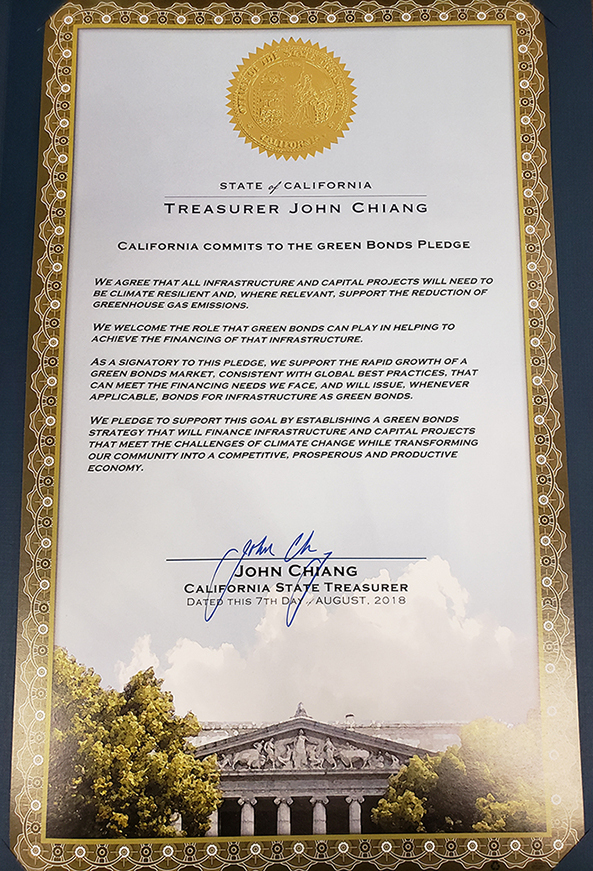 STATE of CALIFORNIA
TREASURER JOHN CHIANG
CALIFORNIA COMMITS TO THE GREEN BONDS PLEDGE
WE AGREE THAT ALL INFRASTRUCTURE AND CAPITAL PROJECTS WILL NEED TO
BE CLIMATE RESILIENT AND, WHERE RELEVANT, SUPPORT THE REDUCTION OF
GREENHOUSE GAS EMISSIONS.
WE WELCOME THE ROLE THAT GREEN BONDS CAN PLAY IN HELPING TO
ACHIEVE THE FINANCING OF THAT INFRASTRUCTURE.
AS A SIGNATORY TO THIS PLEDGE, WE SUPPORT THE RAPID GROWTH OF A
GREEN BONDS MARKET, CONSISTENT WITH GLOBAL BEST PRACTICES, THAT
CAN MEET THE FINANCING NEEDS WE FACE, AND WILL ISSUE, WHENEVER
APPLICABLE, BONDS FOR INFRASTRUCTURE AS GREEN BONDS.
WE PLEDGE TO SUPPORT THIS GOAL BY ESTABLISHING A GREEN BONDS
STRATEGY THAT WILL FINANCE INFRASTRUCTURE AND CAPITAL PROJECTS
THAT MEET THE CHALLENGES OF CLIMATE CHANGE WHILE TRANSFORMING
OUR COMMUNITY INTO A COMPETITIVE, PROSPEROUS AND PRODUCTIVE
ECONOMY.
John Ch
JOHN CHIANG
CALIFORNIA STATE TREASURER
DATED THIS 7TH DAY of AUGUST, 2018